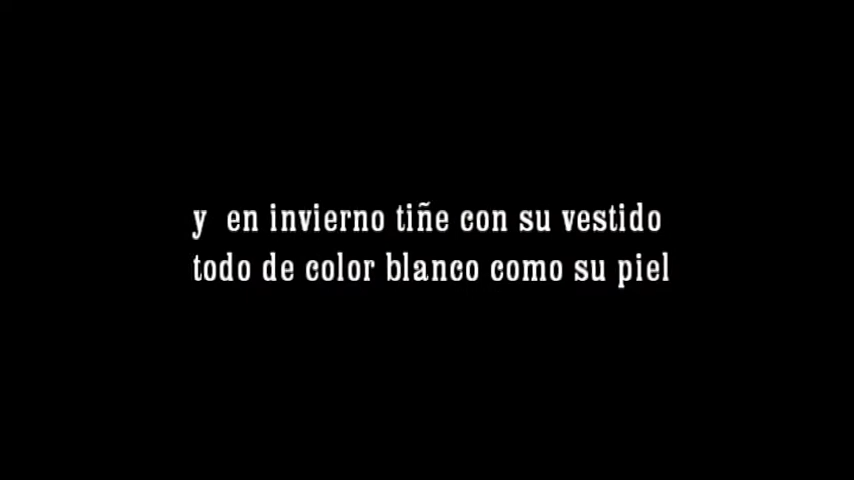 y en invierno tiñe con su vestido
todo de color blanco como su piel